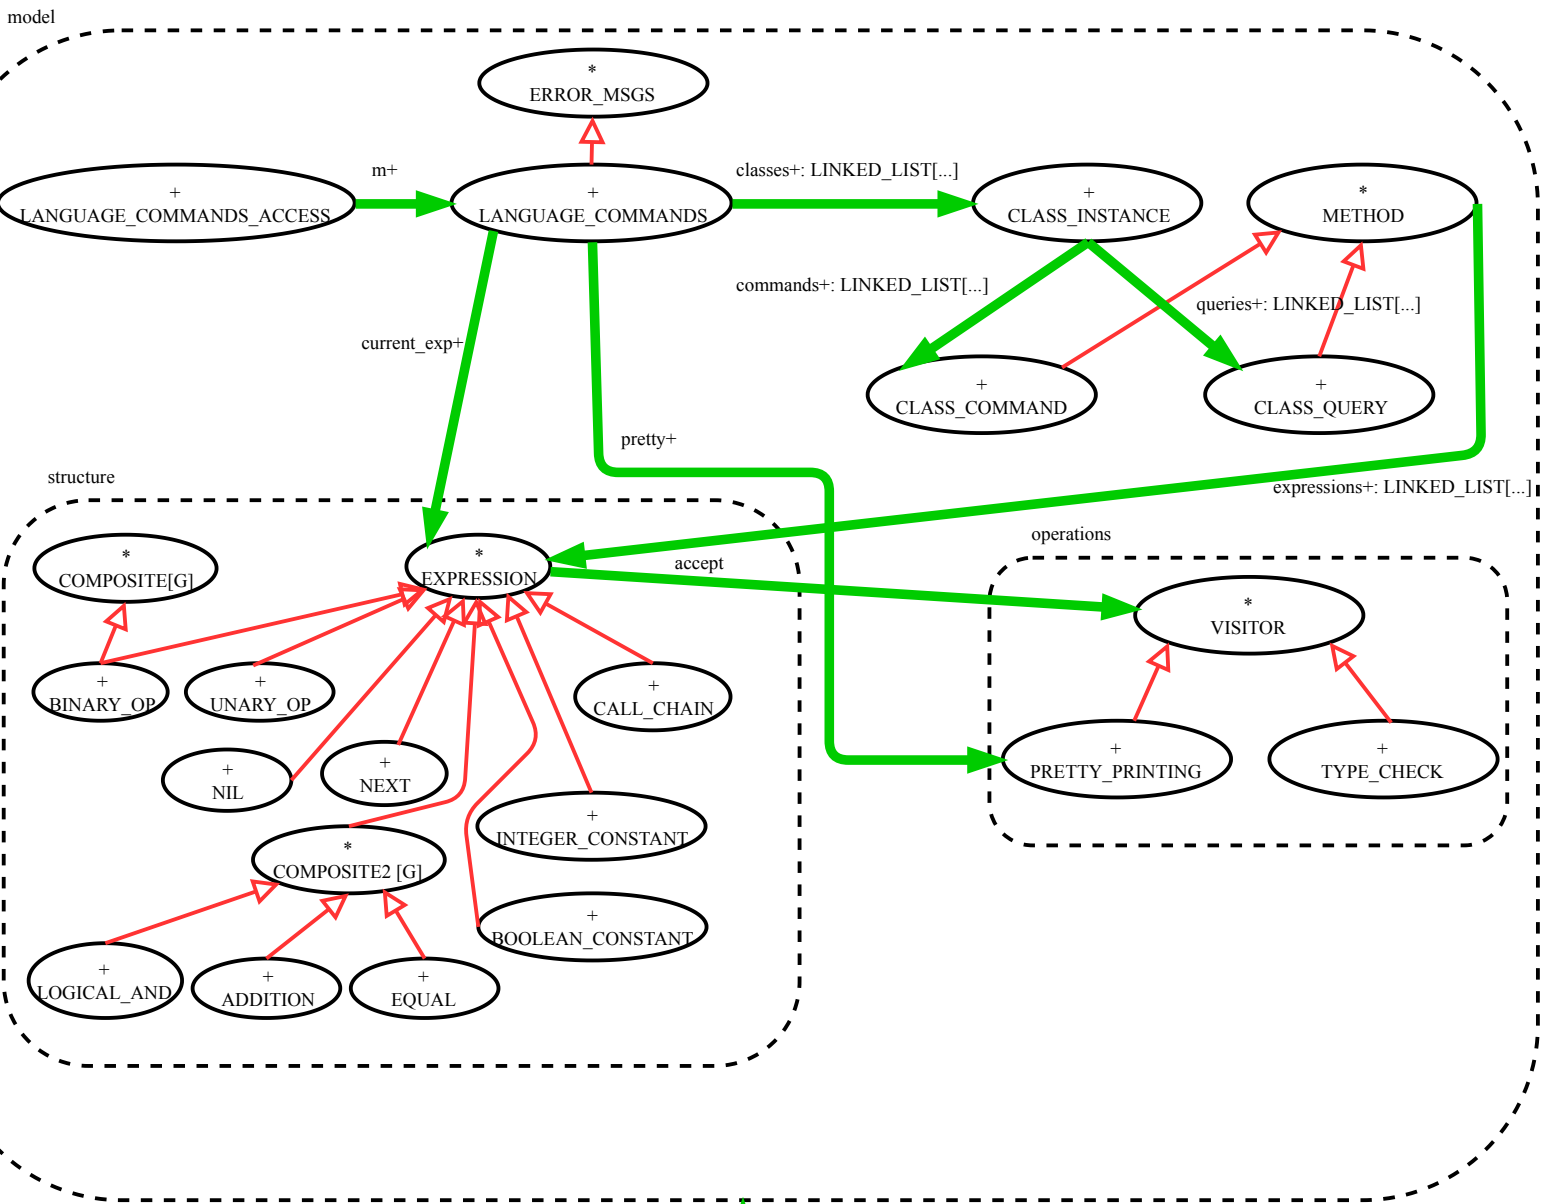 model
*
ERROR_MSGS
m+
classes+: LINKED_LIST[...]
+
LANGUAGE_COMMANDS_ACCESS
+
LANGUAGE_COMMANDS
+
CLASS_INSTANCE
*
METHOD
commands+: LINKED_LIST[...]
queries+: LINKED_LIST[...]
current_exp+
+
CLASS_COMMAND
+
CLASS_QUERY
pretty+
structure
expressions+: LINKED_LIST[...]
operations
*
COMPOSITE[G]
*
EXPRESSION
accept
*
VISITOR
+
BINARY_OP
+
UNARY_OP
+
CALL_CHAIN
+
NIL
+
NEXT
+
PRETTY_PRINTING
+
TYPE_CHECK
+
INTEGER_CONSTANT
*
COMPOSITE2 [G]
+
BOOLEAN_CONSTANT
+
LOGICAL_AND
+
ADDITION
+
EQUAL